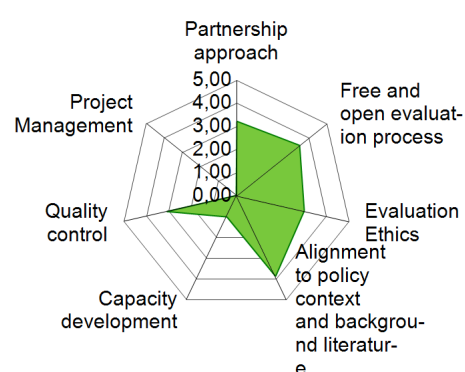 Partnership
approach
5,00
4,00
3,00
2,00
1,00
0,00
Free and
open evaluat-
ion process
Evaluation
Ethics
Alignment
to policy
context
and backgrou-
nd literatur-
e
Capacity
development
Quality
control
Project
Management